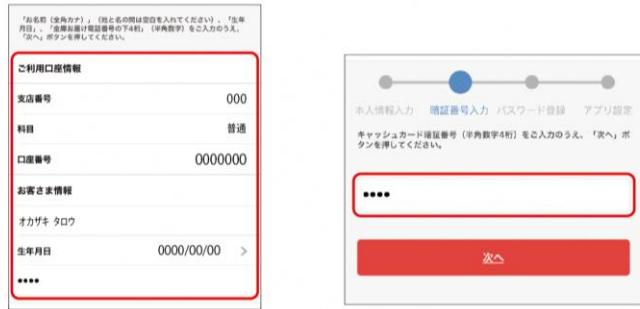 「お名前（全角カナ）」（姓と名の間は空白を入れてください）、「生年
月日」、「金庫お届け電話番号の下4桁」（半角数字）をご入力のうえ、
「次へ」ボタンを押してください。
ご利用口座情報
支店番号 000
科目 普通
口座番号 0000000
お客さま情報
オカザキ タロウ
生年月日 0000/00/00 >
••••
本人情報入力 暗証番号入力 パスワード登録 アプリ設定
キャッシュカード暗証番号（半角数字4桁）をご入力のうえ、「次へ」ボ
タンを押してください。
••••
次へ